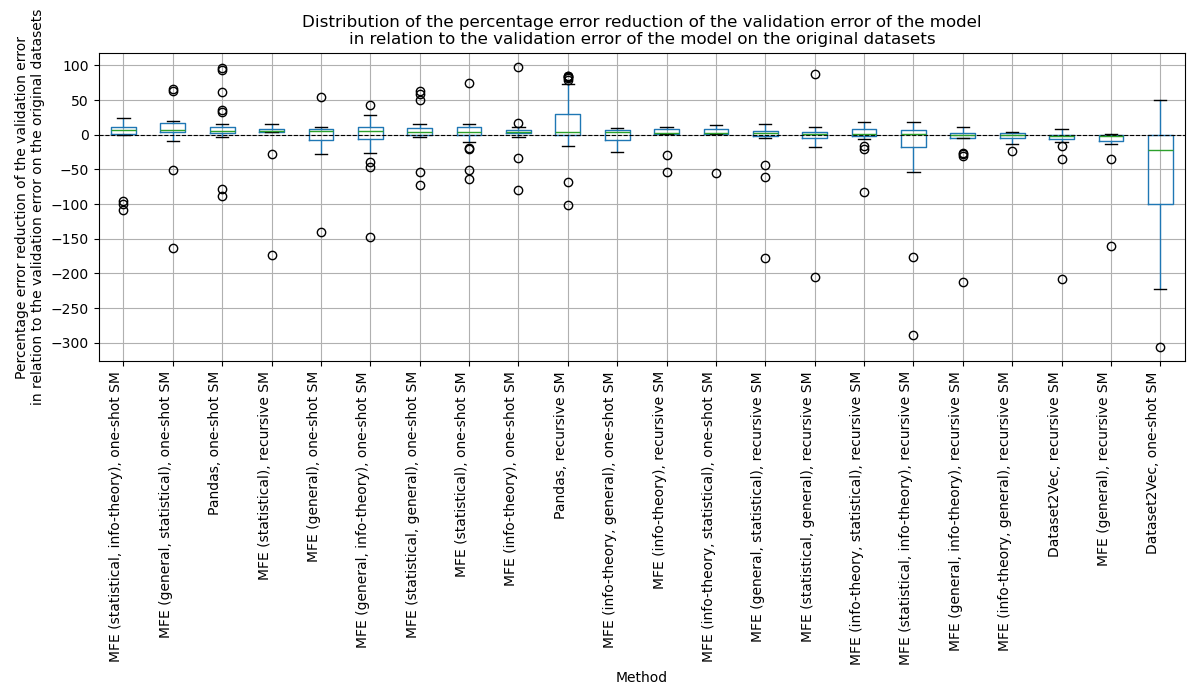 Distribution of the percentage error reduction of the validation error of the model
in relation to the validation error of the model on the original datasets
Percentage error reduction of the validation error
in relation to the validation error on the original datasets
100
50
0
−50
−100
−150
−200
−250
−300
MFE (statistical, info-theory), one-shot SM
MFE (general, statistical), one-shot SM
Pandas, one-shot SM
MFE (statistical), recursive SM
MFE (general), one-shot SM
MFE (general, info-theory), one-shot SM
MFE (statistical, general), one-shot SM
MFE (statistical), one-shot SM
MFE (info-theory), one-shot SM
Pandas, recursive SM
MFE (info-theory, general), one-shot SM
MFE (info-theory), recursive SM
MFE (info-theory, statistical), one-shot SM
MFE (general, statistical), recursive SM
MFE (statistical, general), recursive SM
MFE (info-theory, statistical), recursive SM
MFE (statistical, info-theory), recursive SM
MFE (general, info-theory), recursive SM
MFE (info-theory, general), recursive SM
Dataset2Vec, recursive SM
MFE (general), recursive SM
Dataset2Vec, one-shot SM
Method